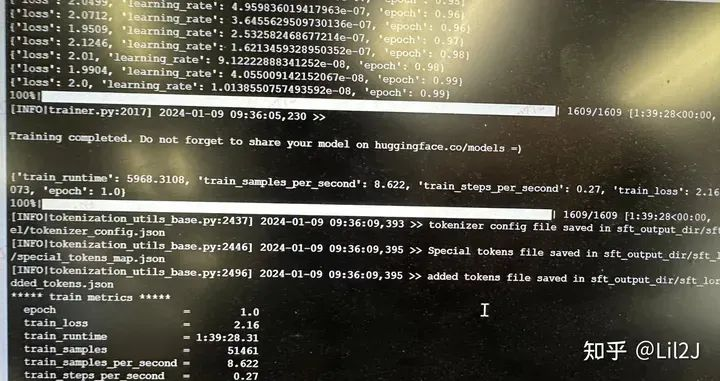 {'loss': 2.0499, 'learning_rate': 4.959836019417963e-07, 'epoch': 0.95}
{'loss': 2.0712, 'learning_rate': 3.6455629509730136e-07, 'epoch': 0.96}
{'loss': 1.9509, 'learning_rate': 2.532582468677214e-07, 'epoch': 0.97}
{'loss': 2.1246, 'learning_rate': 1.6213459328950352e-07, 'epoch': 0.98}
{'loss': 2.01, 'learning_rate': 9.12222888341252e-08, 'epoch': 0.98}
{'loss': 1.9904, 'learning_rate': 4.055009142152067e-08, 'epoch': 0.99}
{'loss': 2.0, 'learning_rate': 1.0138550757493592e-08, 'epoch': 0.99}
100%| | 1609/1609 [1:39:28<00:00,
[INFO|trainer.py:2017] 2024-01-09 09:36:05,230 >>
Training completed. Do not forget to share your model on huggingface.co/models =)
{'train_runtime': 5968.3108, 'train_samples_per_second': 8.622, 'train_steps_per_second': 0.27, 'train_loss': 2.16
073, 'epoch': 1.0}
100%| | 1609/1609 [1:39:28<00:00,
[INFO|tokenization_utils_base.py:2437] 2024-01-09 09:36:09,393 >> tokenizer config file saved in sft_output_dir/sft
el/tokenizer_config.json
[INFO|tokenization_utils_base.py:2446] 2024-01-09 09:36:09,395 >> Special tokens file saved in sft_output_dir/sft_l
/special_tokens_map.json
[INFO|tokenization_utils_base.py:2496] 2024-01-09 09:36:09,395 >> added tokens file saved in sft_output_dir/sft_lor
dded_tokens.json
***** train metrics *****
epoch = 1.0
train_loss = 2.16
train_runtime = 1:39:28.31
train_samples = 51461
train_samples_per_second = 8.622
train_steps_per_second = 0.27
知乎 @Lil2J